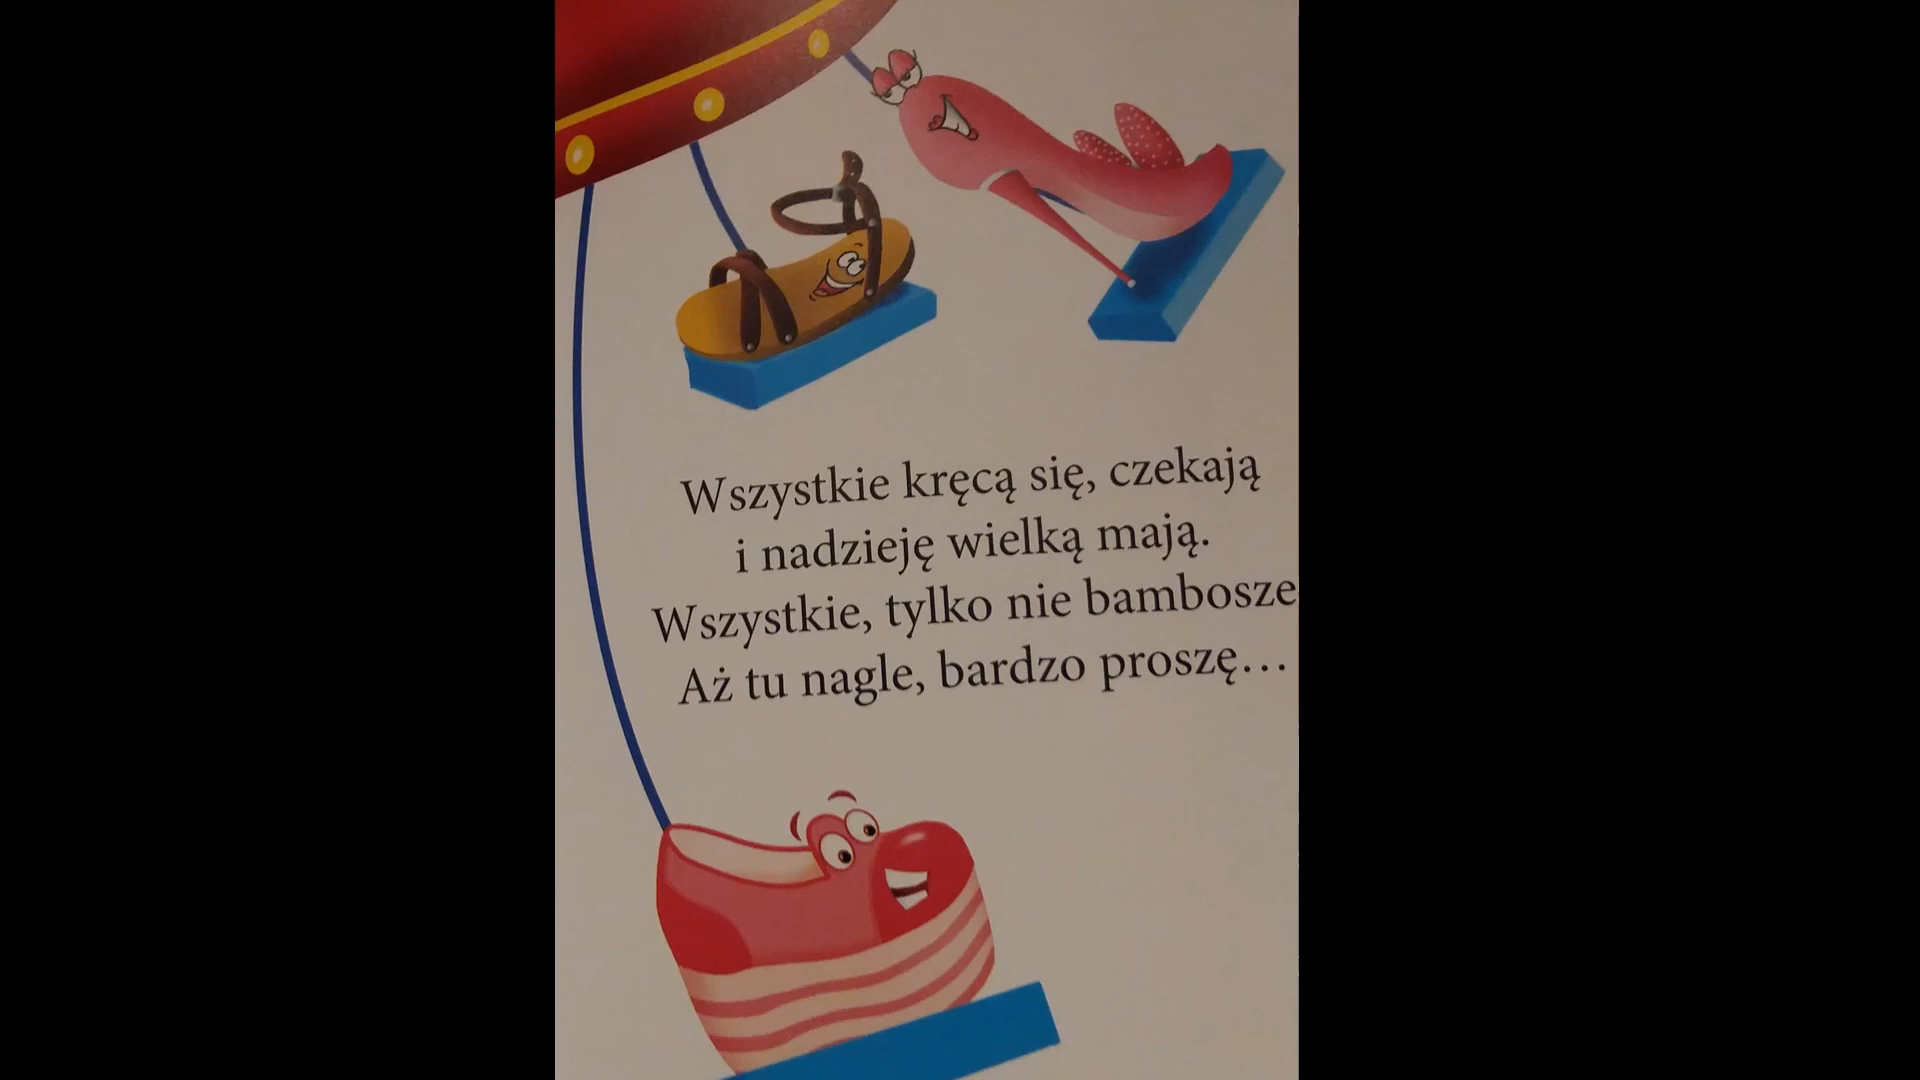 Wszystkie kręcą się, czekają
i nadzieję wielką mają.
Wszystkie, tylko nie bambosze
Aż tu nagle, bardzo proszę…